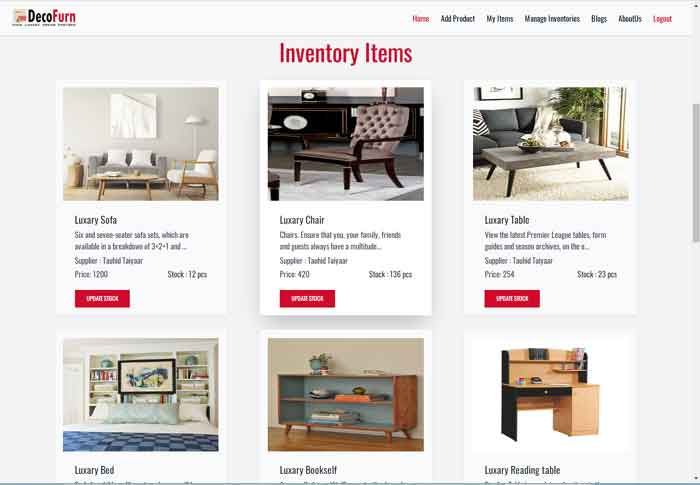 DecoFurn
Home Add Product My Items Manage Inventories Blogs AboutUs Logout
Inventory Items
Luxary Sofa
Six and seven-seater sofa sets, which are
available in a breakdown of 3+2+1 and ...
Supplier : Tauhid Taiyaar
Price: 1200 Stock : 12 pcs
UPDATE STOCK
Luxary Chair
Chairs. Ensure that you, your family, friends
and guests always have a multitude...
Supplier : Tauhid Taiyaar
Price: 420 Stock : 136 pcs
UPDATE STOCK
Luxary Table
View the latest Premier League tables, form
guides and season archives, on the o...
Supplier : Tauhid Taiyaar
Price: 254 Stock : 23 pcs
UPDATE STOCK
Luxary Bed
Luxary Bookself
Luxary Reading table